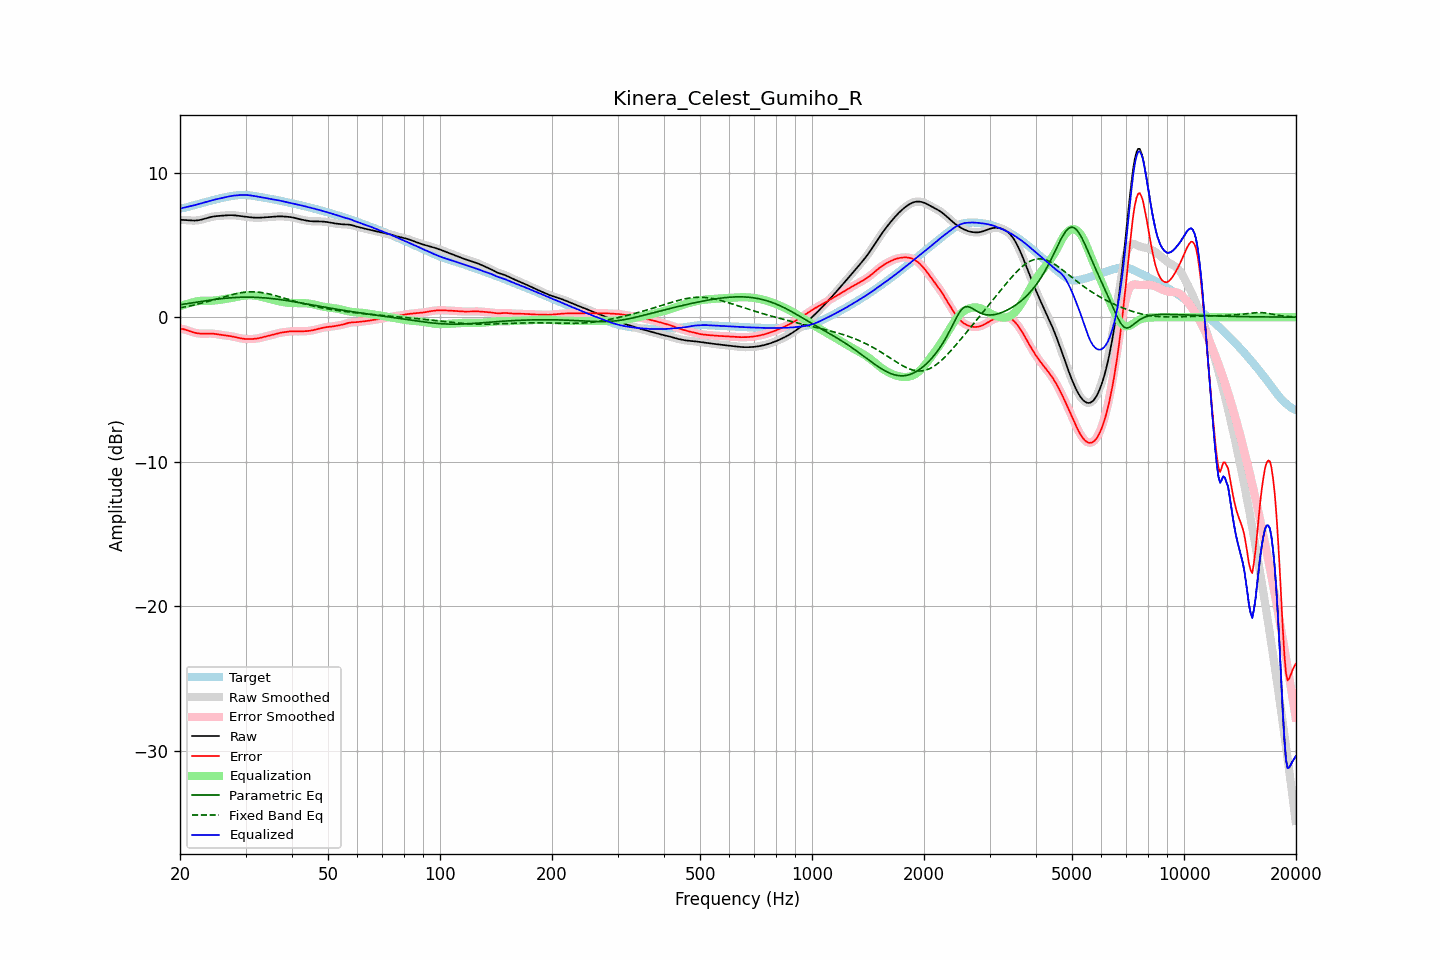 Kinera_Celest_Gumiho_R
10
0
−10
−20
−30
Amplitude (dBr)
Target
Raw Smoothed
Error Smoothed
Raw
Error
Equalization
Parametric Eq
Fixed Band Eq
Equalized
20 50 100 200 500 1000 2000 5000 10000 20000
Frequency (Hz)